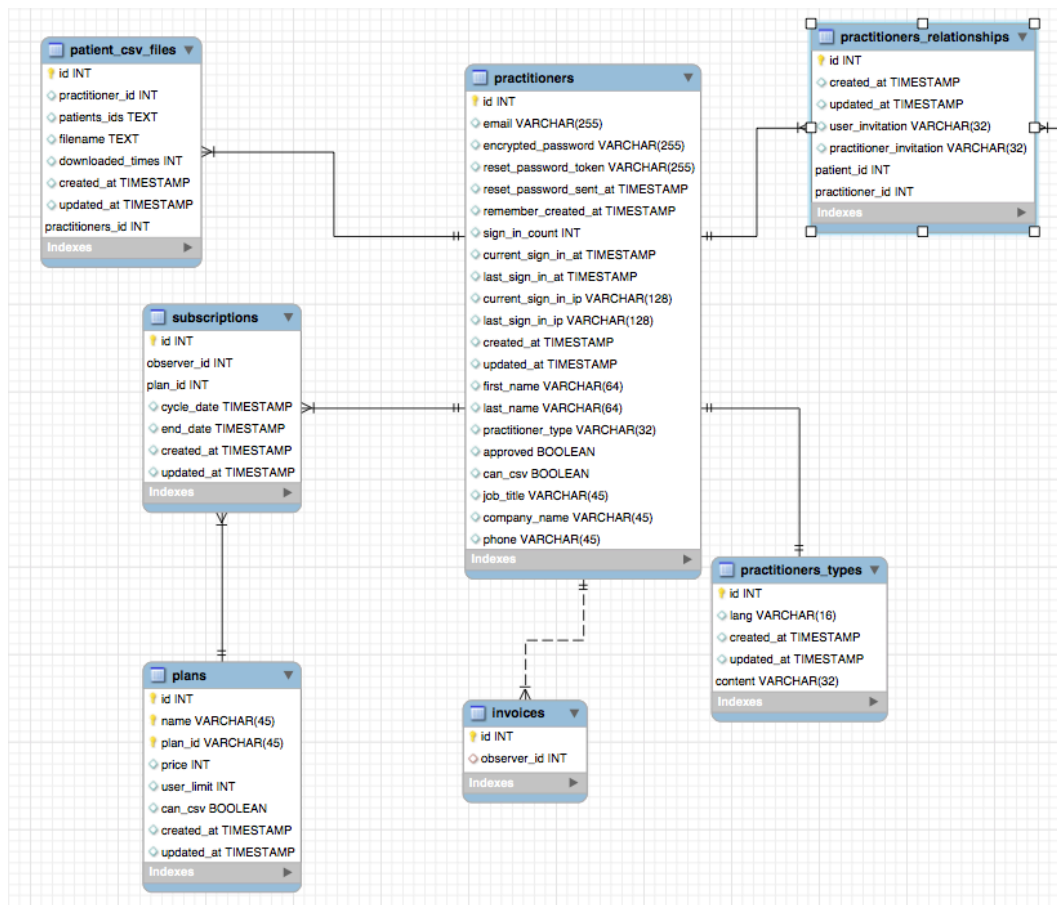 patient_csv_files
id INT
practitioner_id INT
patients_ids TEXT
filename TEXT
downloaded_times INT
created_at TIMESTAMP
updated_at TIMESTAMP
practitioners_id INT
Indexes
practitioners
id INT
email VARCHAR(255)
encrypted_password VARCHAR(255)
reset_password_token VARCHAR(255)
reset_password_sent_at TIMESTAMP
remember_created_at TIMESTAMP
sign_in_count INT
current_sign_in_at TIMESTAMP
last_sign_in_at TIMESTAMP
current_sign_in_ip VARCHAR(128)
last_sign_in_ip VARCHAR(128)
created_at TIMESTAMP
updated_at TIMESTAMP
first_name VARCHAR(64)
last_name VARCHAR(64)
practitioner_type VARCHAR(32)
approved BOOLEAN
can_csv BOOLEAN
job_title VARCHAR(45)
company_name VARCHAR(45)
phone VARCHAR(45)
Indexes
practitioners_relationships
id INT
created_at TIMESTAMP
updated_at TIMESTAMP
user_invitation VARCHAR(32)
practitioner_invitation VARCHAR(32)
patient_id INT
practitioner_id INT
Indexes
subscriptions
id INT
observer_id INT
plan_id INT
cycle_date TIMESTAMP
end_date TIMESTAMP
created_at TIMESTAMP
updated_at TIMESTAMP
Indexes
practitioners_types
id INT
lang VARCHAR(16)
created_at TIMESTAMP
updated_at TIMESTAMP
content VARCHAR(32)
Indexes
plans
id INT
name VARCHAR(45)
plan_id VARCHAR(45)
price INT
user_limit INT
can_csv BOOLEAN
created_at TIMESTAMP
updated_at TIMESTAMP
Indexes
invoices
id INT
observer_id INT
Indexes